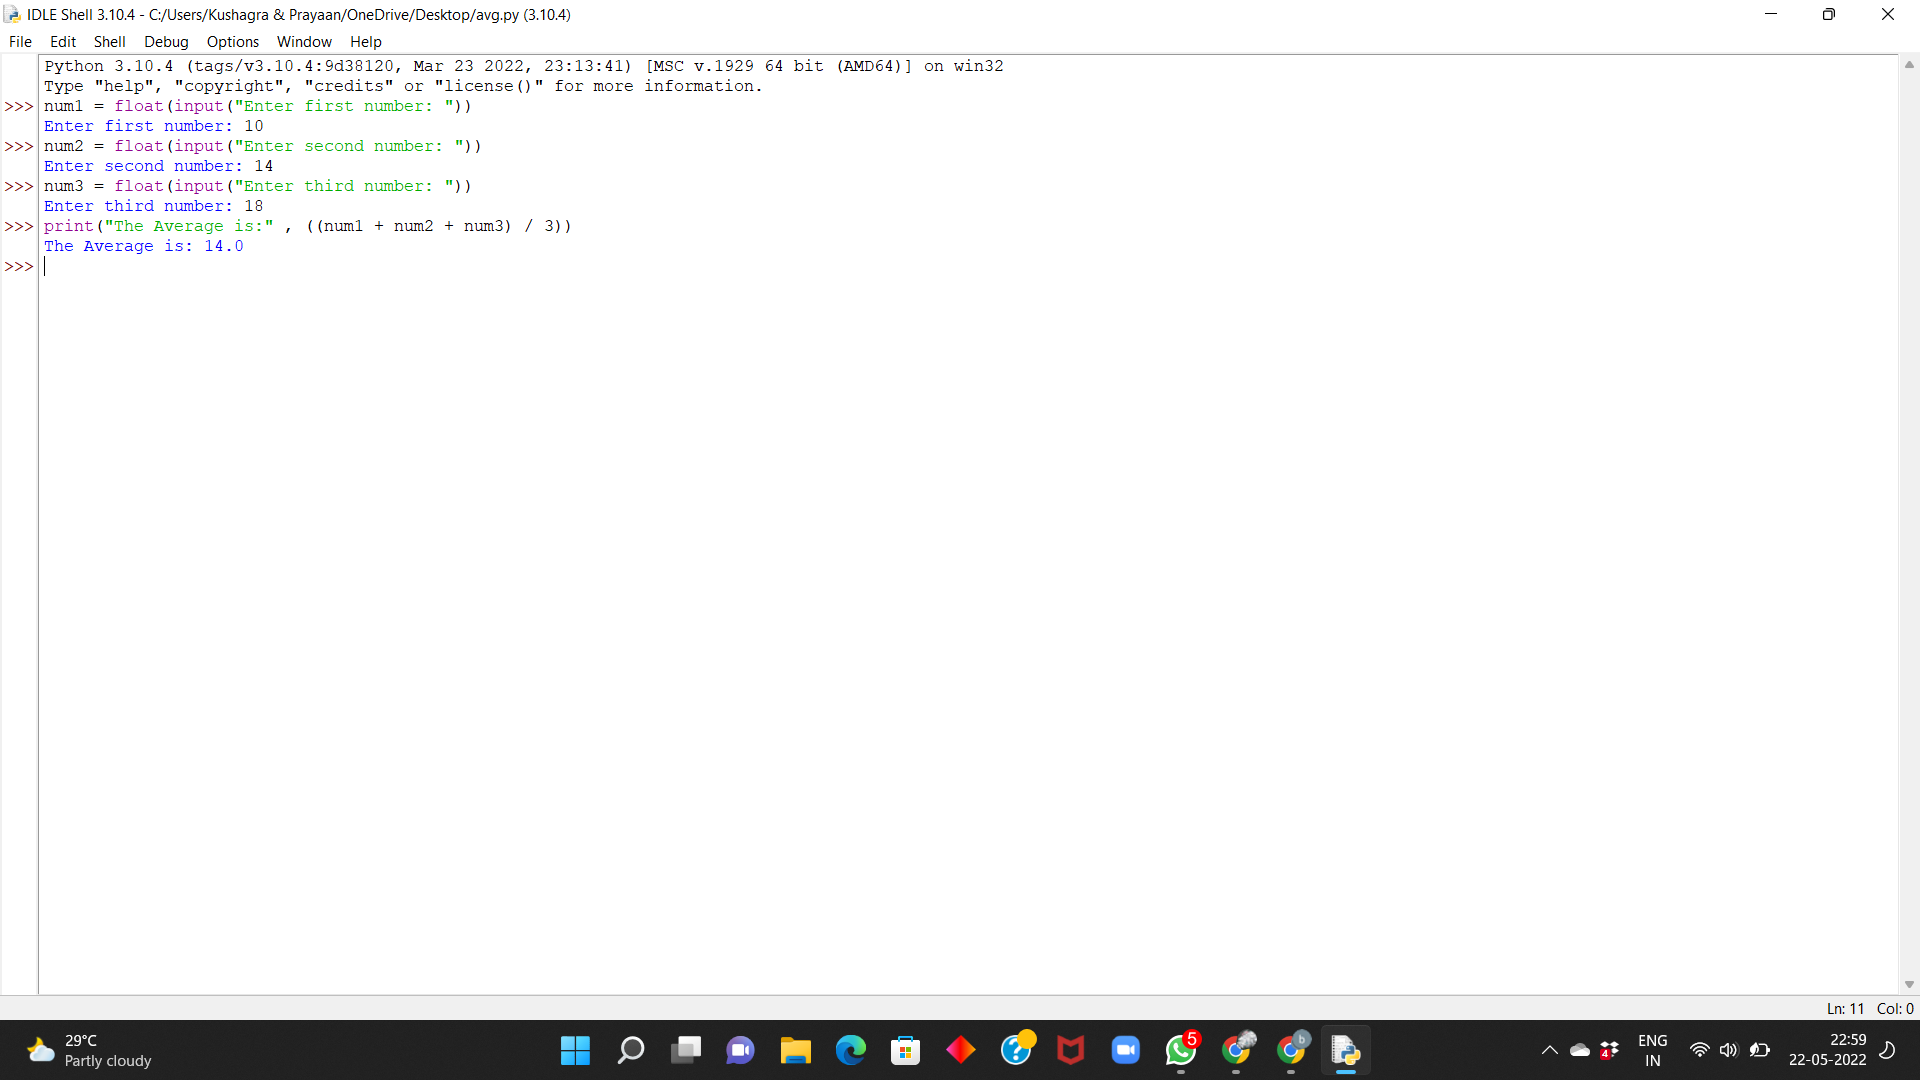 IDLE Shell 3.10.4 - C:/Users/Kushagra & Prayaan/OneDrive/Desktop/avg.py (3.10.4)
File Edit Shell Debug Options Window Help
Python 3.10.4 (tags/v3.10.4:9d38120, Mar 23 2022, 23:13:41) [MSC v.1929 64 bit (AMD64)] on win32
Type "help", "copyright", "credits" or "license()" for more information.
>>> num1 = float(input("Enter first number: "))
Enter first number: 10
>>> num2 = float(input("Enter second number: "))
Enter second number: 14
>>> num3 = float(input("Enter third number: "))
Enter third number: 18
>>> print("The Average is:" , ((num1 + num2 + num3) / 3))
The Average is: 14.0
>>>
Ln: 11 Col: 0
29°C
Partly cloudy
5
b
4
ENG
IN
22:59
22-05-2022